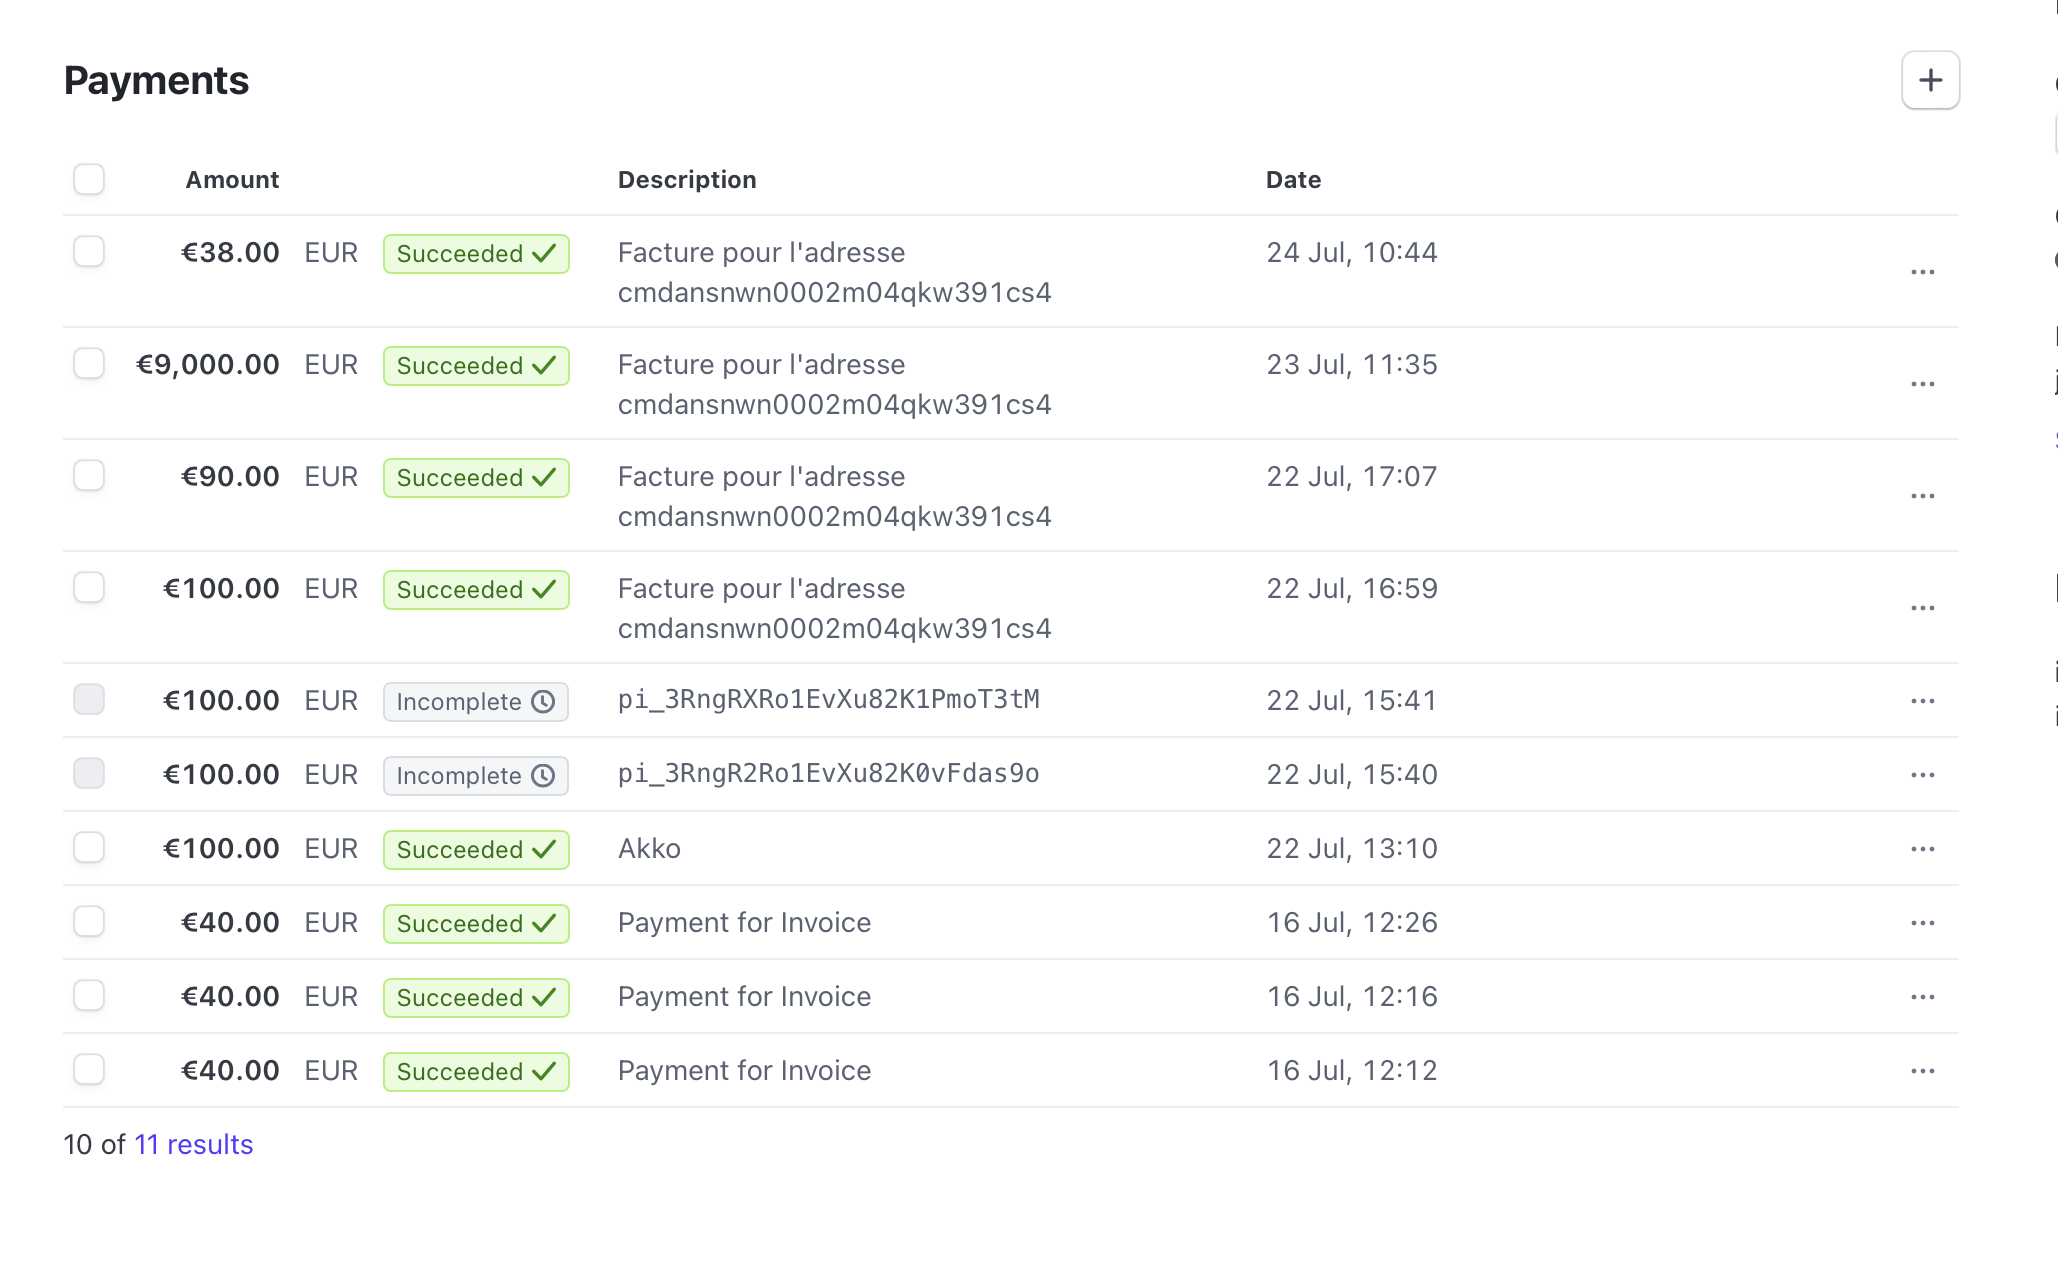 Payments
Amount Description Date
€38.00 EUR Succeeded Facture pour l'adresse 24 Jul, 10:44
cmdansnwn0002m04qkw391cs4
€9,000.00 EUR Succeeded Facture pour l'adresse 23 Jul, 11:35
cmdansnwn0002m04qkw391cs4
€90.00 EUR Succeeded Facture pour l'adresse 22 Jul, 17:07
cmdansnwn0002m04qkw391cs4
€100.00 EUR Succeeded Facture pour l'adresse 22 Jul, 16:59
cmdansnwn0002m04qkw391cs4
€100.00 EUR Incomplete pi_3RngRXRo1EvXu82K1PmoT3tM 22 Jul, 15:41
€100.00 EUR Incomplete pi_3RngR2Ro1EvXu82K0vFdas9o 22 Jul, 15:40
€100.00 EUR Succeeded Akko 22 Jul, 13:10
€40.00 EUR Succeeded Payment for Invoice 16 Jul, 12:26
€40.00 EUR Succeeded Payment for Invoice 16 Jul, 12:16
€40.00 EUR Succeeded Payment for Invoice 16 Jul, 12:12
10 of 11 results